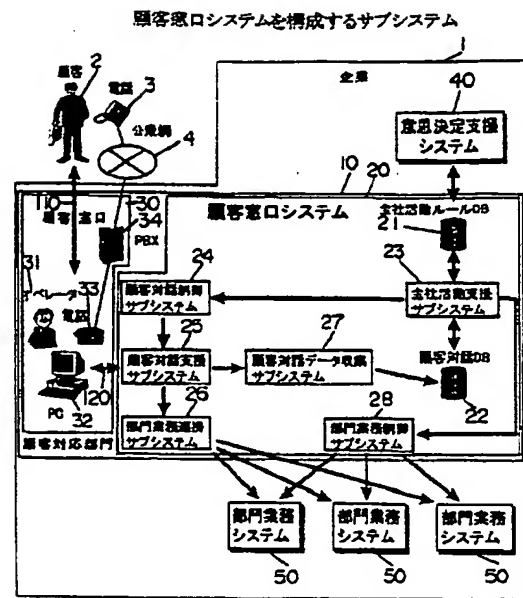 顧客窓口システムを構成するサブシステム
1
2
顧客
電話
3
公衆網
4
企業
40
意思決定支援
システム
10
20
110
30
顧客窓口
34
顧客窓口システム
全社活動ルールDB
21
PBX
31
オペレータ
33
電話
24
顧客対話制御
サブシステム
23
全社活動支援
サブシステム
25
27
顧客対話支援
サブシステム
顧客対話データ収集
サブシステム
顧客対話DB
22
120
PC
32
26
28
部門業務連携
サブシステム
部門業務制御
サブシステム
顧客対応部門
部門業務
システム
部門業務
システム
部門業務
システム
50
50
50